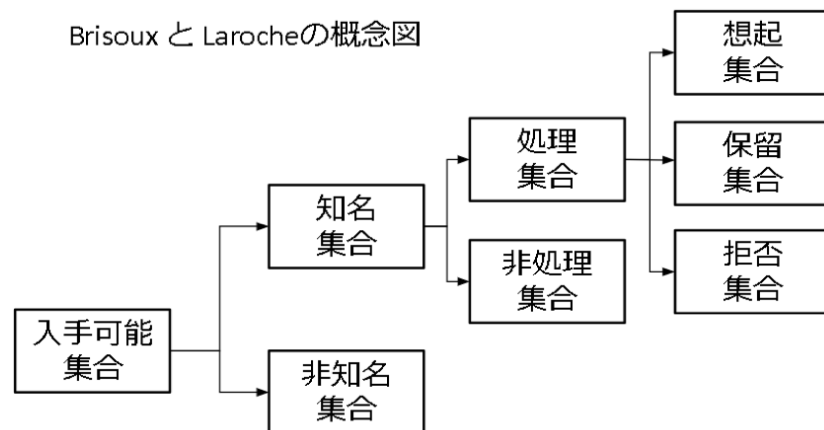 Brisoux と Larocheの概念図
想起
集合
処理
集合
保留
集合
知名
集合
非処理
集合
拒否
集合
入手可能
集合
非知名
集合